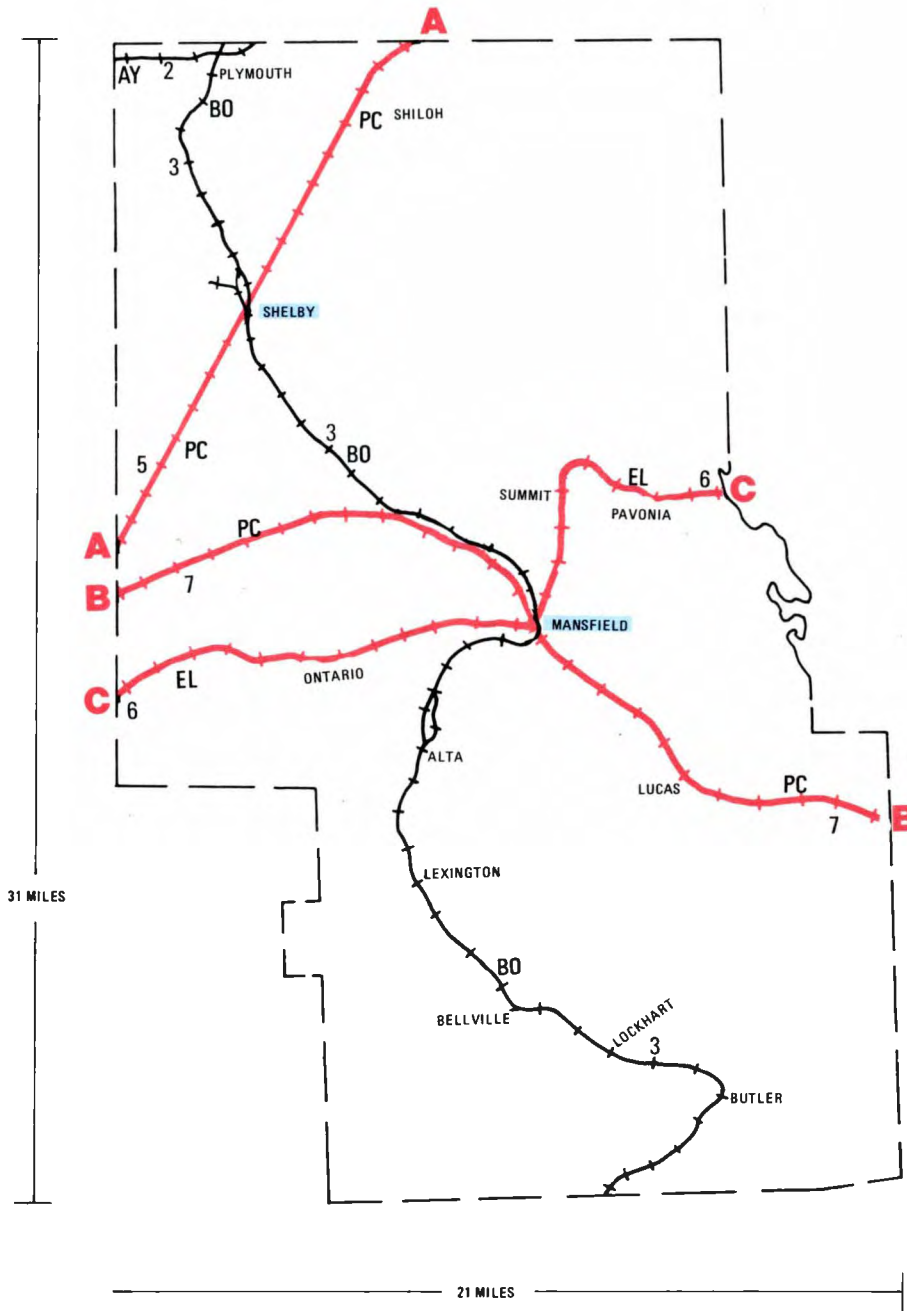 A
AY 2 PLYMOUTH
BO
PC SHILOH
3
SHELBY
3
BO
PC
5
EL
6
C
SUMMIT
PAVONIA
A
PC
7
B
MANSFIELD
EL
ONTARIO
C
6
ALTA
LUCAS
PC
7
B
LEXINGTON
31 MILES
BO
BELLVILLE
LOCKHART
3
BUTLER
21 MILES